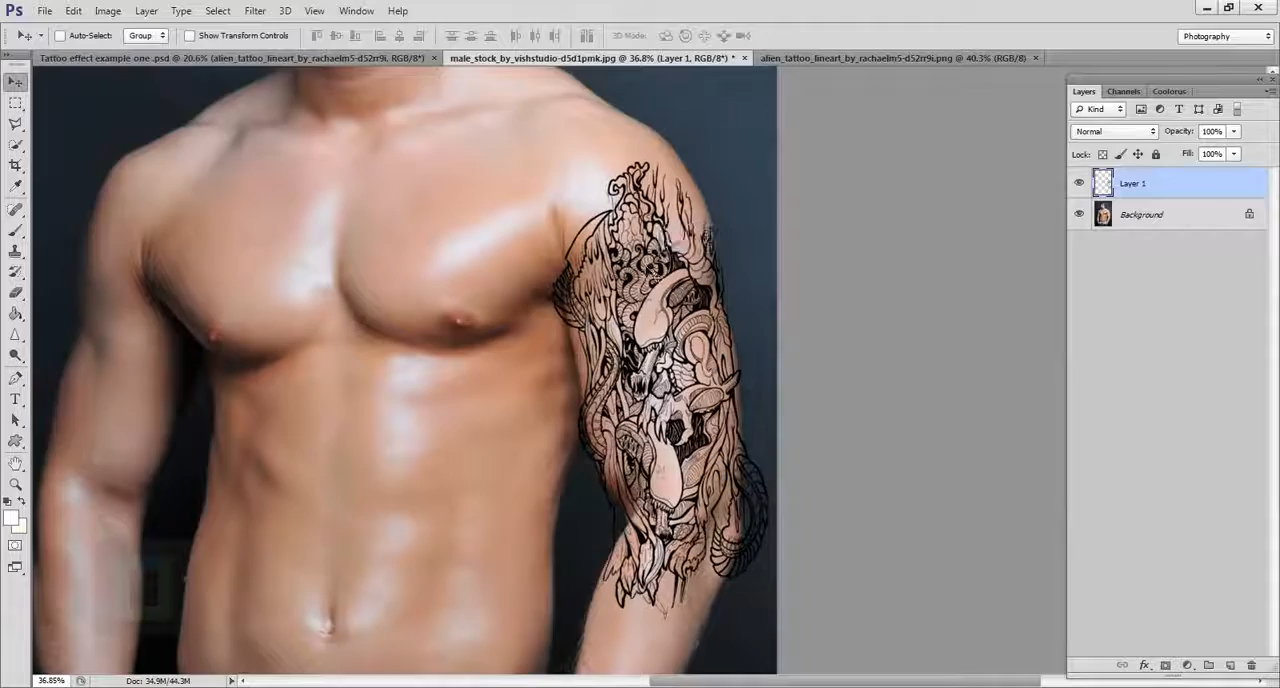 Ps File Edit Image Layer Type Select Filter 3D View Window Help
Auto-Select: Group Show Transform Controls 3D Mode: Photography
Tattoo effect example one .psd @ 20.6% (alien_tattoo_lineart_by_rachaelm5-d52rr9i, RGB/8*) × male_stock_by_vishstudio-d5d1pmk.jpg @ 36.8% (Layer 1, RGB/8*) * × alien_tattoo_lineart_by_rachaelm5-d52rr9i.png @ 40.3% (RGB/8) ×
Layers Channels Coolorus
Kind
Normal Opacity: 100%
Lock: Fill: 100%
Layer 1
Background
36.85% Doc: 34.9M/44.3M